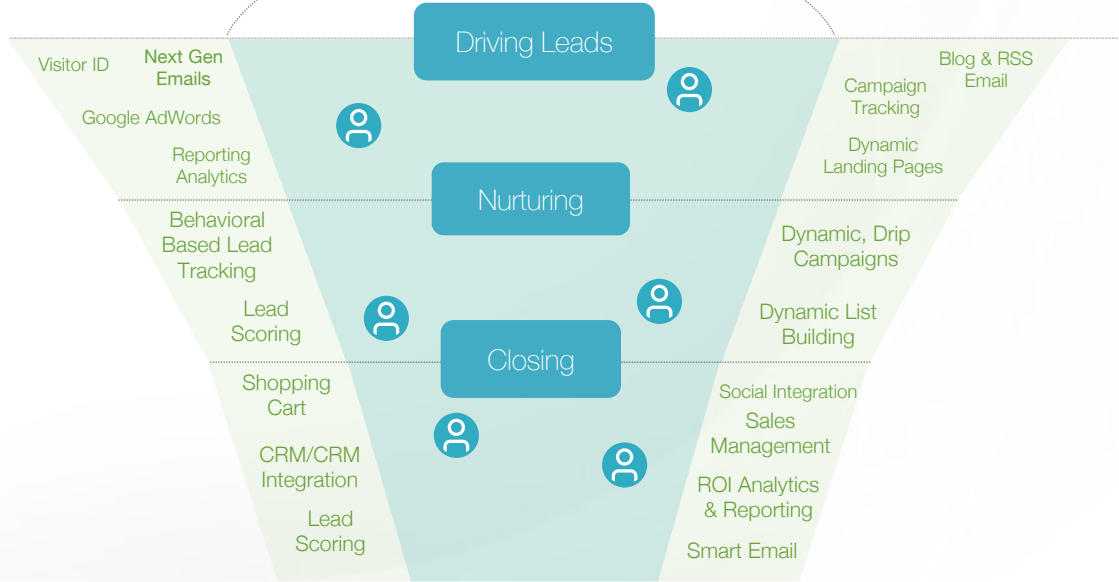 Driving Leads
Visitor ID
Next Gen
Emails
Google AdWords
Reporting
Analytics
Blog & RSS
Email
Campaign
Tracking
Dynamic
Landing Pages
Nurturing
Behavioral
Based Lead
Tracking
Lead
Scoring
Dynamic, Drip
Campaigns
Dynamic List
Building
Closing
Shopping
Cart
CRM/CRM
Integration
Lead
Scoring
Social Integration
Sales
Management
ROI Analytics
& Reporting
Smart Email